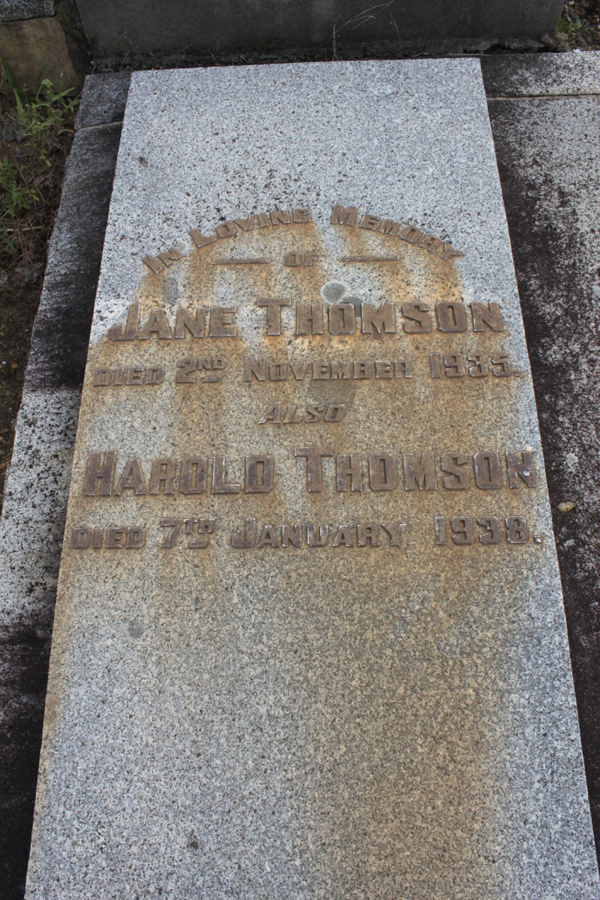 IN LOVING MEMORY
OF
JANE THOMSON
DIED 2ND NOVEMBER 1935.
ALSO
HAROLD THOMSON
DIED 7TH JANUARY 1938.